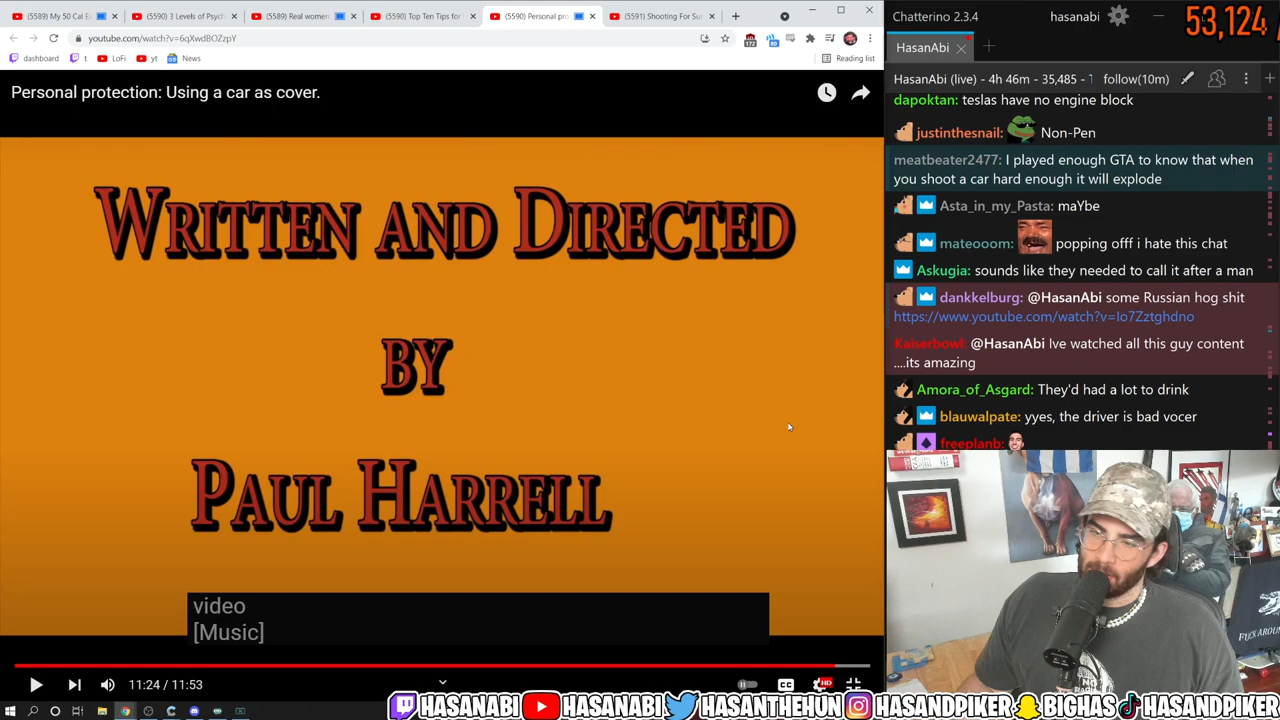 (5589) My 50 Cal E
(5590) 3 Levels of Psych
(5589) Real women
(5590) Top Ten Tips for
(5590) Personal pro
(5591) Shooting For Su
youtube.com/watch?v=6qXwdBOZzpY
dashboard
t
LoFi
yt
News
Reading list
Personal protection: Using a car as cover.
WRITTEN AND DIRECTED
BY
PAUL HARRELL
video
[Music]
11:24 / 11:53
CC
HD
Chatterino 2.3.4
hasanabi
53,124
HasanAbi
HasanAbi (live) - 4h 46m - 35,485 -
follow(10m)
dapoktan: teslas have no engine block
justinthesnail: Non-Pen
meatbeater2477: I played enough GTA to know that when
you shoot a car hard enough it will explode
Asta_in_my_Pasta: maYbe
mateooom: popping offf i hate this chat
Askugia: sounds like they needed to call it after a man
dankkelburg: @HasanAbi some Russian hog shit
https://www.youtube.com/watch?v=Io7Zztghdno
Kaiserbowl: @HasanAbi Ive watched all this guy content
....its amazing
Amora_of_Asgard: They'd had a lot to drink
blauwalpate: yyes, the driver is bad vocer
freeplanb:
HASANABI HASANABI HASANTHEHUN HASANDPIKER BIGHAS HASANDPIKER